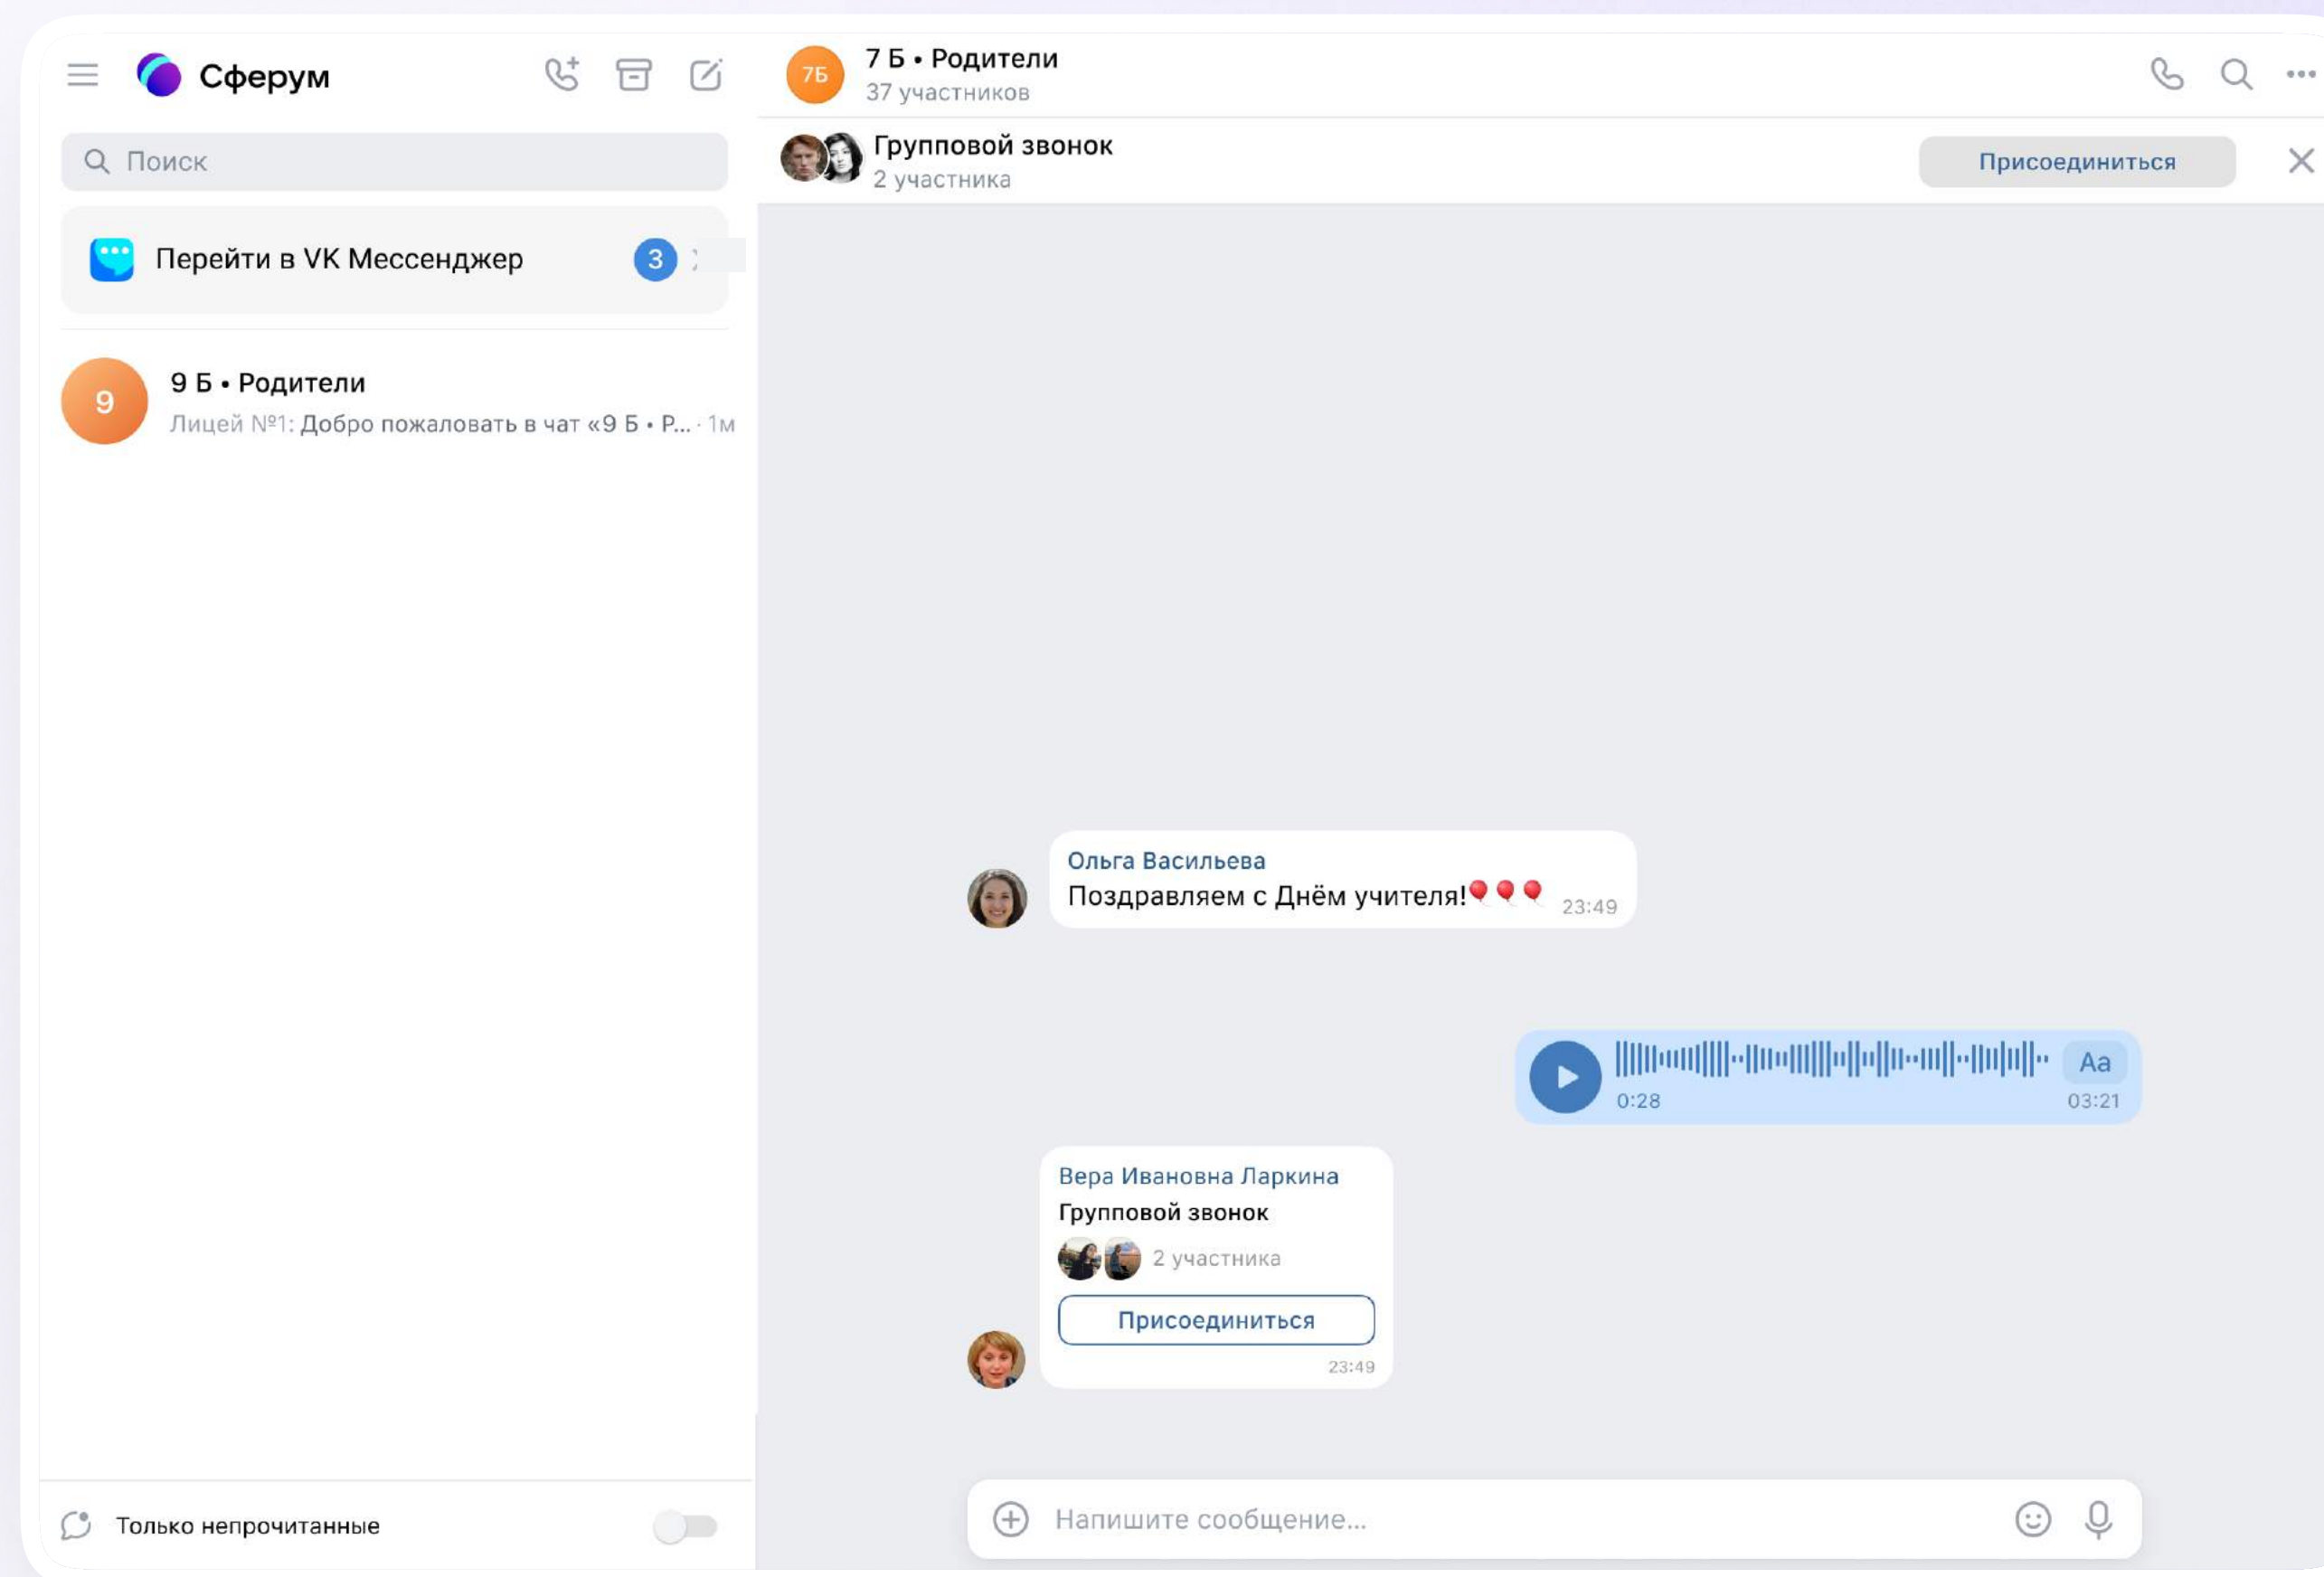 Сферум
Поиск
Перейти в VK Мессенджер 3
9
9 Б • Родители
Лицей №1: Добро пожаловать в чат «9 Б • Р... · 1м
Только непрочитанные
7Б
7 Б • Родители
37 участников
Групповой звонок
2 участника
Присоединиться
Ольга Васильева
Поздравляем с Днём учителя!🎈🎈🎈 23:49
Aa
0:28 03:21
Вера Ивановна Ларкина
Групповой звонок
2 участника
Присоединиться
23:49
Напишите сообщение...